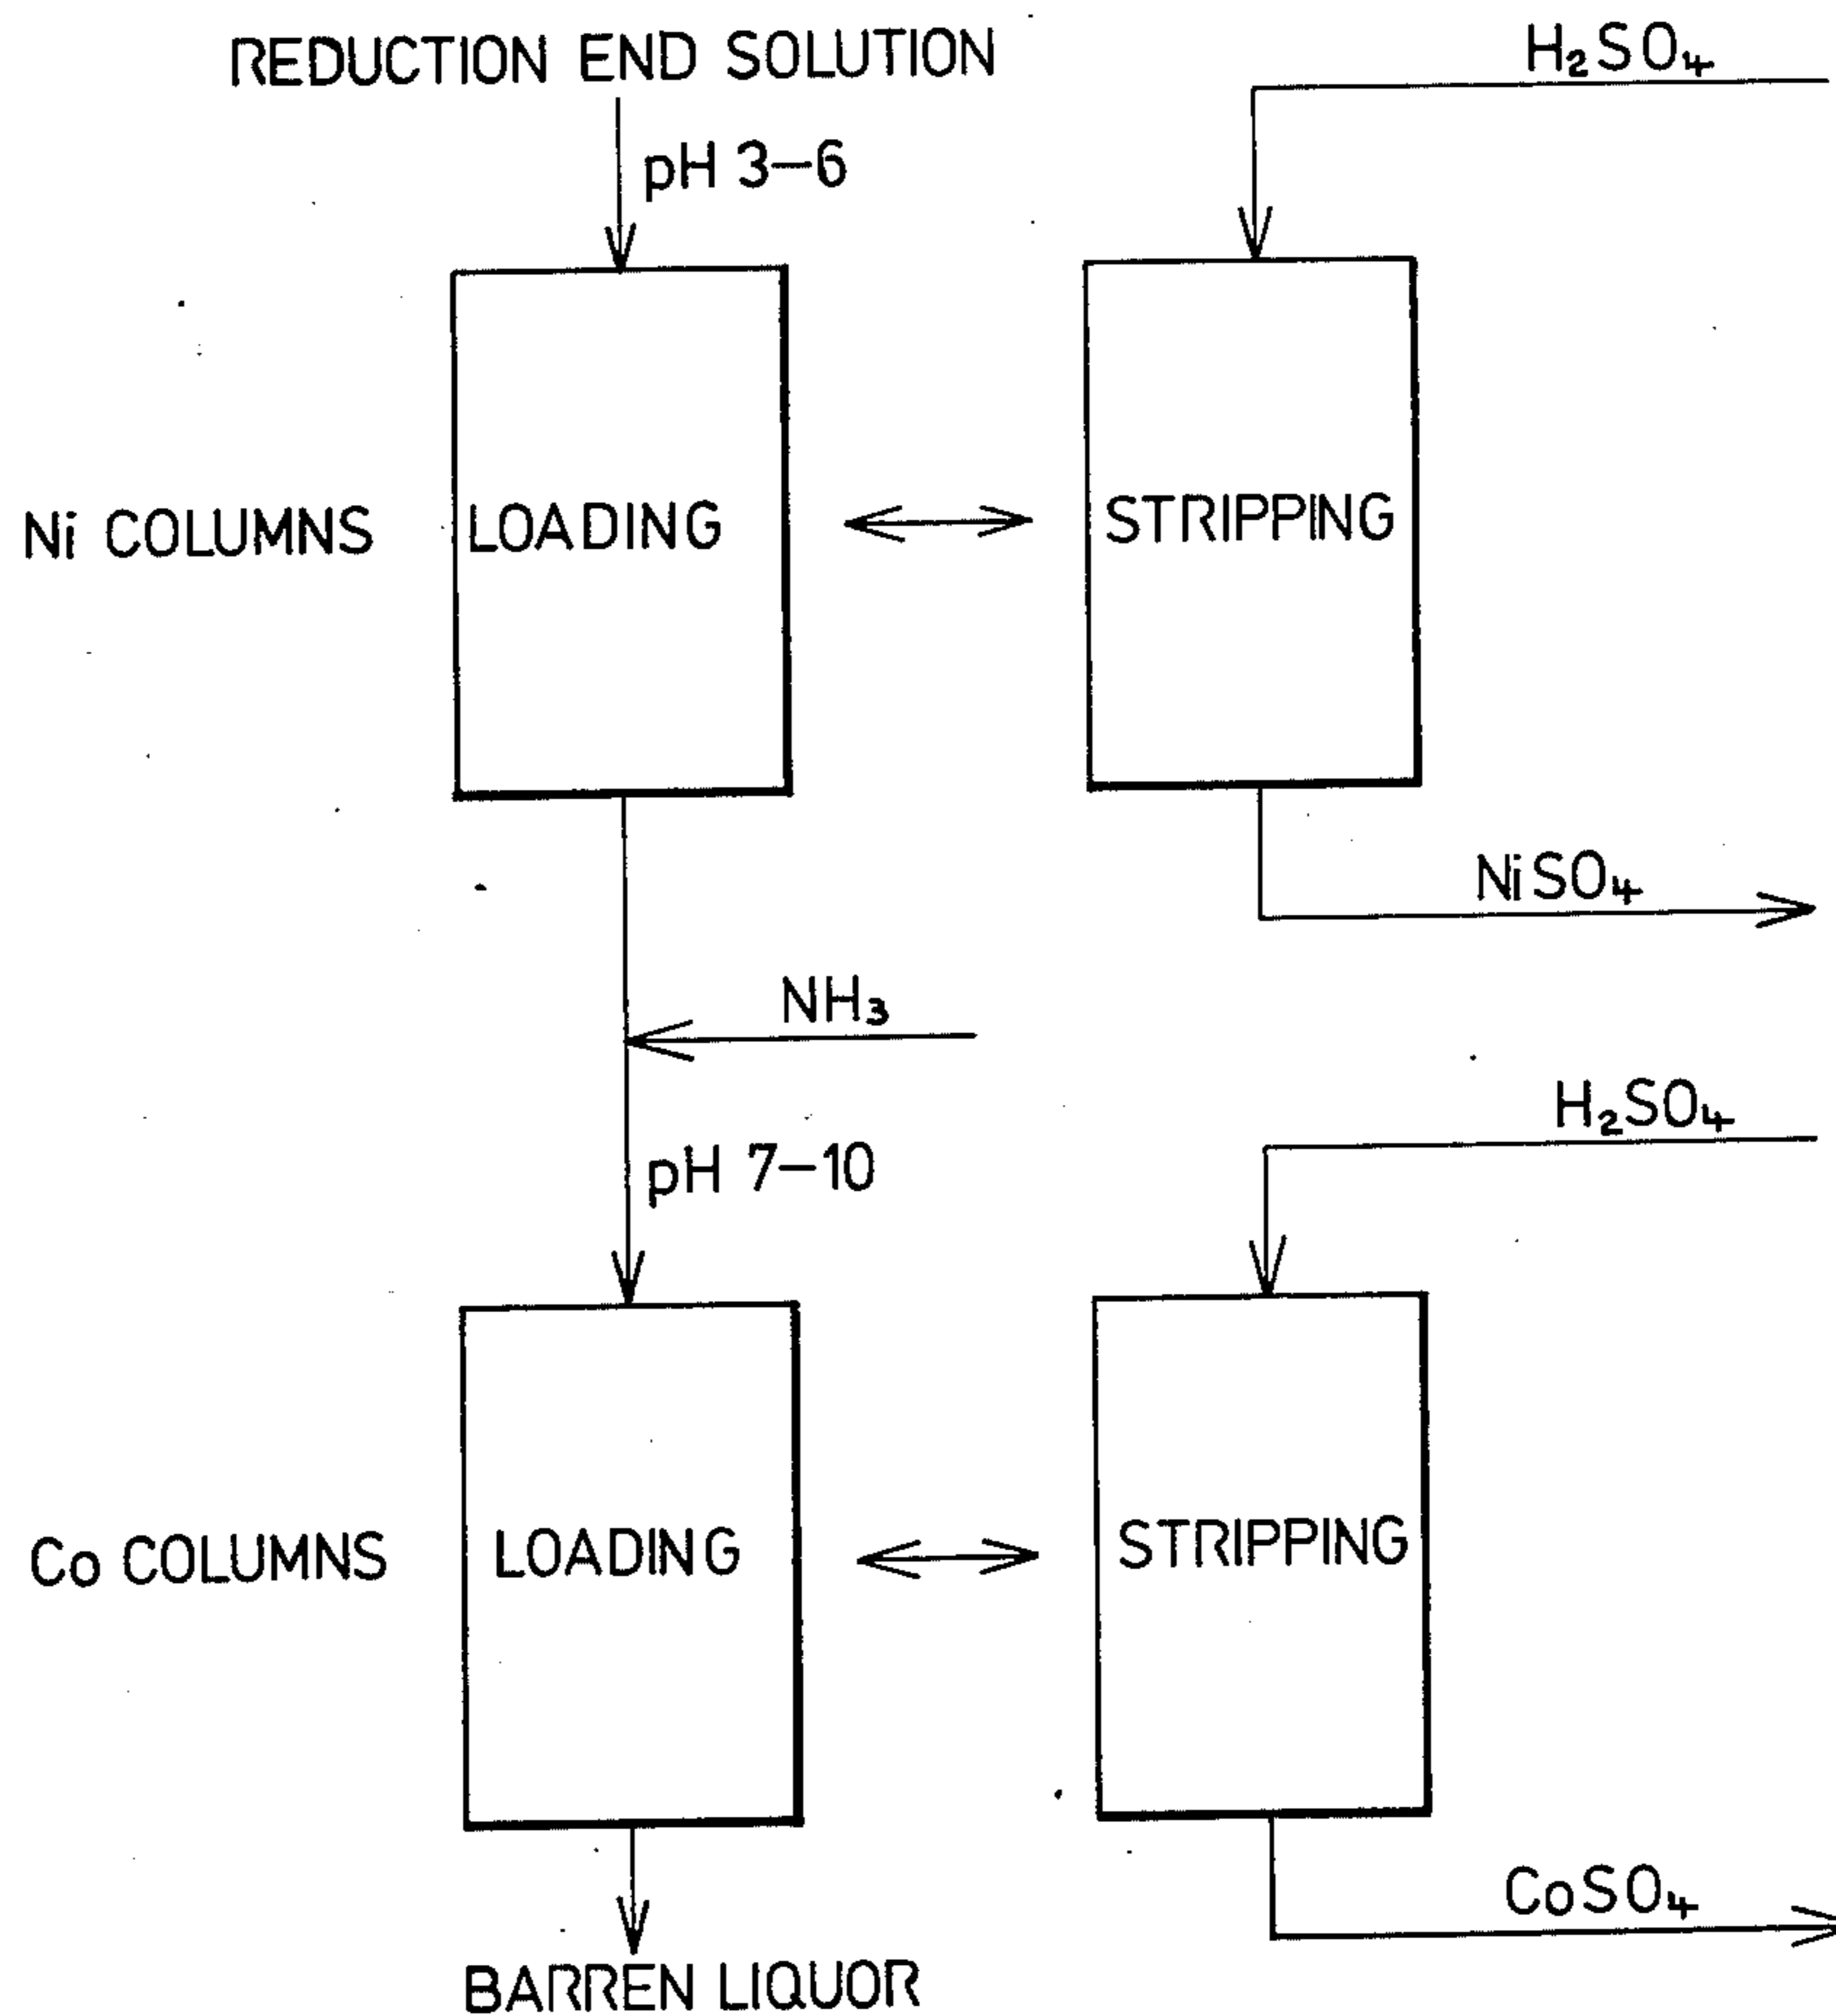 REDUCTION END SOLUTION
H₂SO₄
pH 3–6
Ni COLUMNS
LOADING
STRIPPING
NiSO₄
NH₃
H₂SO₄
pH 7–10
Co COLUMNS
LOADING
STRIPPING
CoSO₄
BARREN LIQUOR